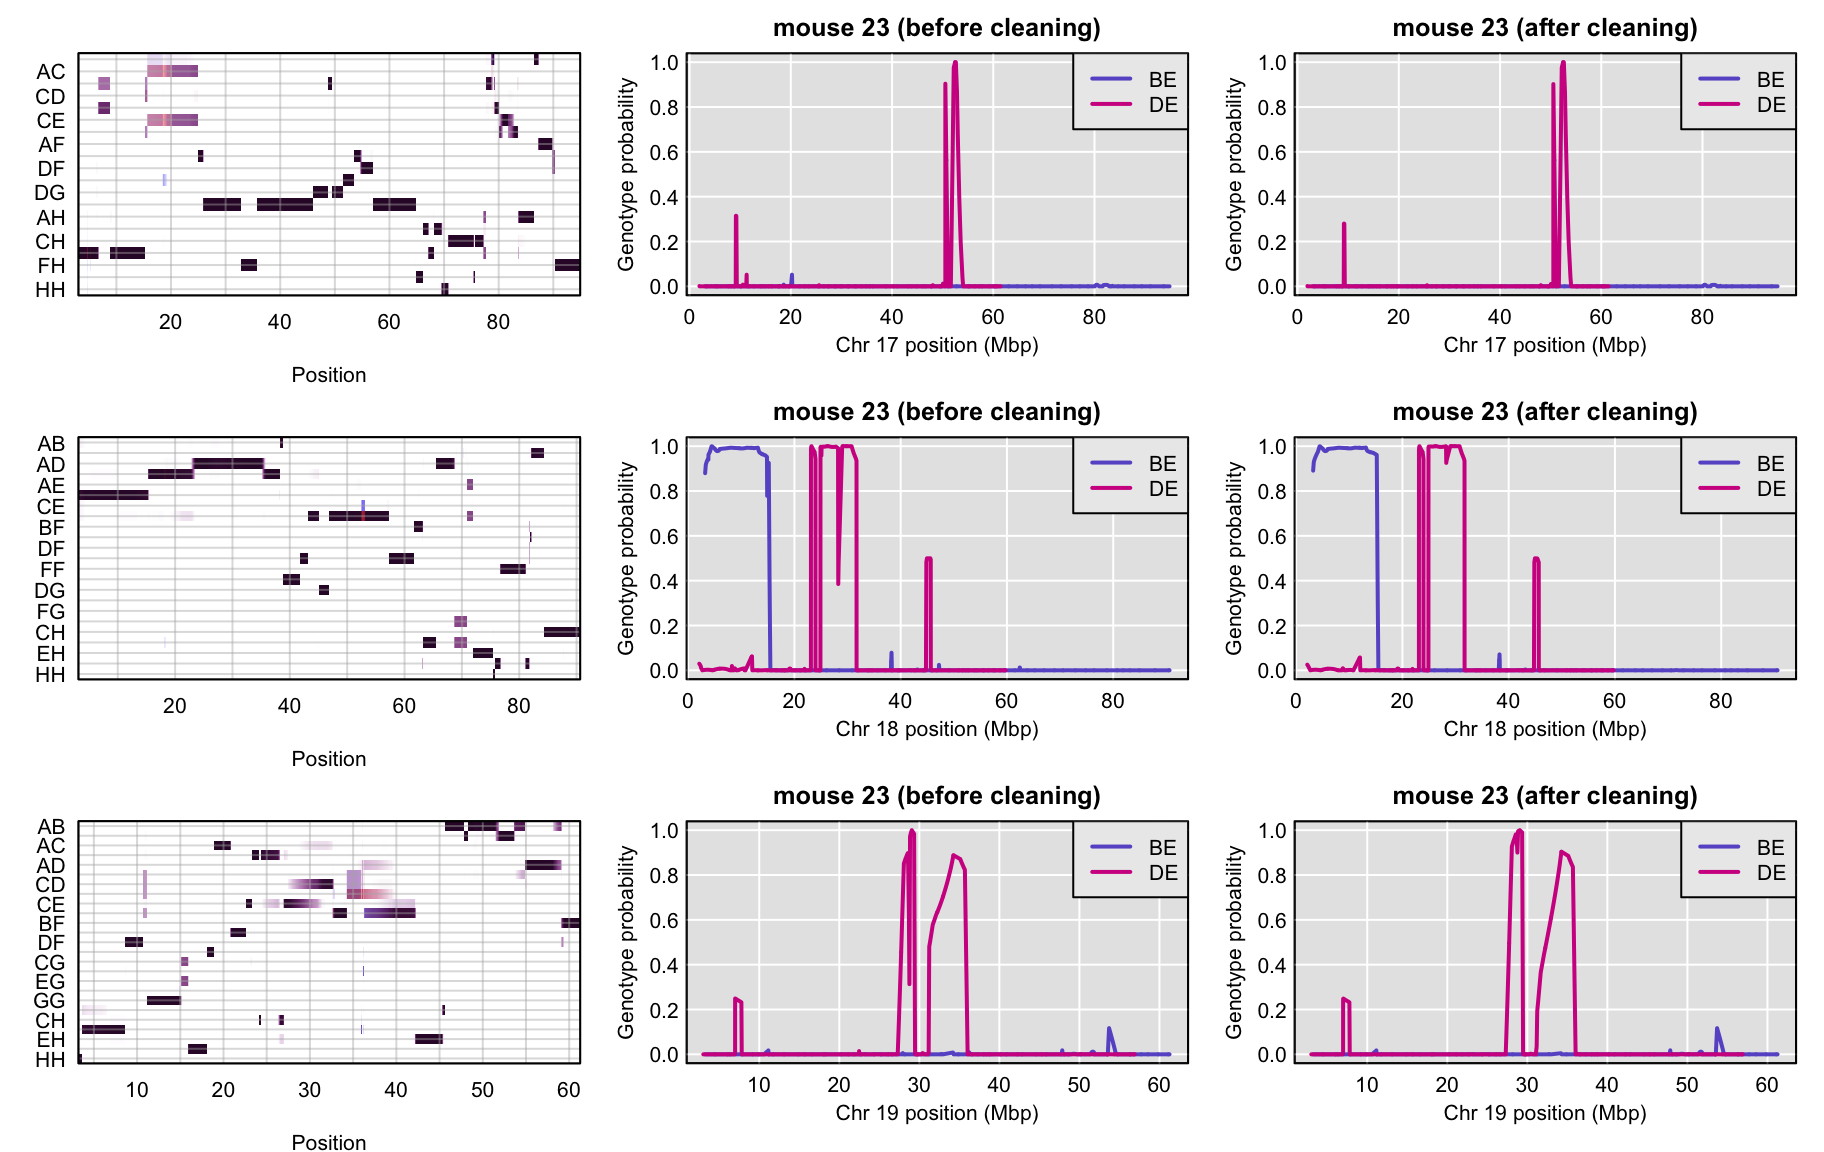 AC
CD
CE
AF
DF
DG
AH
CH
FH
HH
20 40 60 80
Position
mouse 23 (before cleaning)
Genotype probability
1.0
0.8
0.6
0.4
0.2
0.0
BE
DE
0 20 40 60 80
Chr 17 position (Mbp)
mouse 23 (after cleaning)
Genotype probability
1.0
0.8
0.6
0.4
0.2
0.0
BE
DE
0 20 40 60 80
Chr 17 position (Mbp)
AB
AD
AE
CE
BF
DF
FF
DG
FG
CH
EH
HH
20 40 60 80
Position
mouse 23 (before cleaning)
Genotype probability
1.0
0.8
0.6
0.4
0.2
0.0
BE
DE
0 20 40 60 80
Chr 18 position (Mbp)
mouse 23 (after cleaning)
Genotype probability
1.0
0.8
0.6
0.4
0.2
0.0
BE
DE
0 20 40 60 80
Chr 18 position (Mbp)
AB
AC
AD
CD
CE
BF
DF
CG
EG
GG
CH
EH
HH
10 20 30 40 50 60
Position
mouse 23 (before cleaning)
Genotype probability
1.0
0.8
0.6
0.4
0.2
0.0
BE
DE
10 20 30 40 50 60
Chr 19 position (Mbp)
mouse 23 (after cleaning)
Genotype probability
1.0
0.8
0.6
0.4
0.2
0.0
BE
DE
10 20 30 40 50 60
Chr 19 position (Mbp)